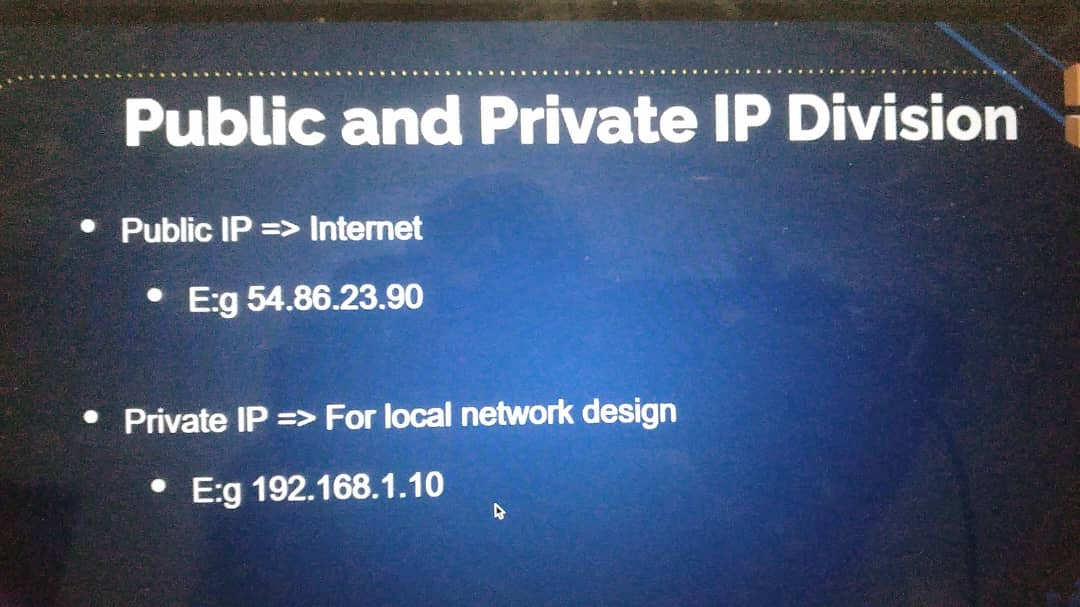 Public and Private IP Division
• Public IP => Internet
• E:g 54.86.23.90
• Private IP => For local network design
• E:g 192.168.1.10